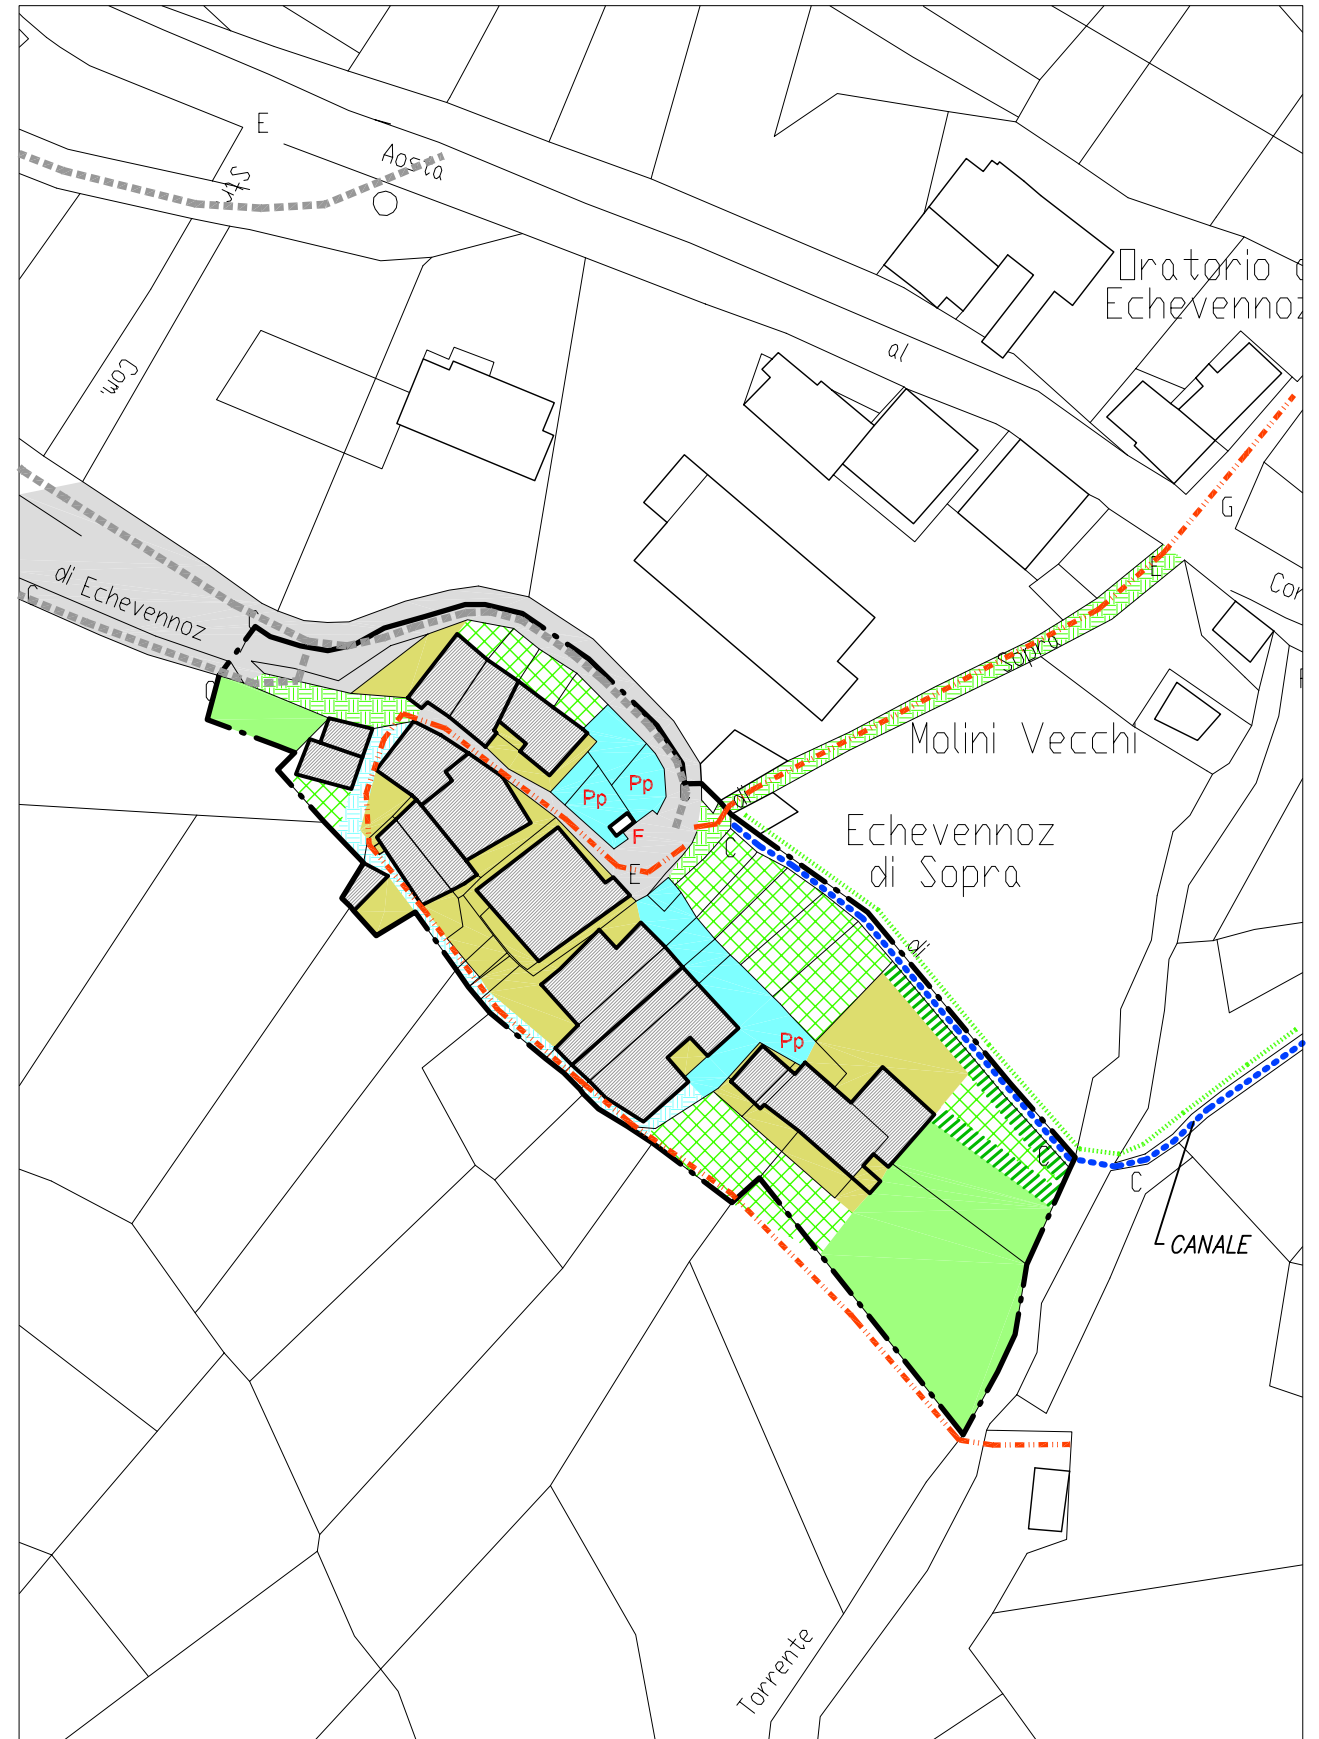 E
Aosta
Str.
Oratorio
Echevennoz
al
Com.
G
E
di Echevennoz
C
C
C
Sopra
Molini Vecchi
Pp
Pp
di
F
Echevennoz
di Sopra
C
E
di
Pp
C
C
CANALE
Torrente